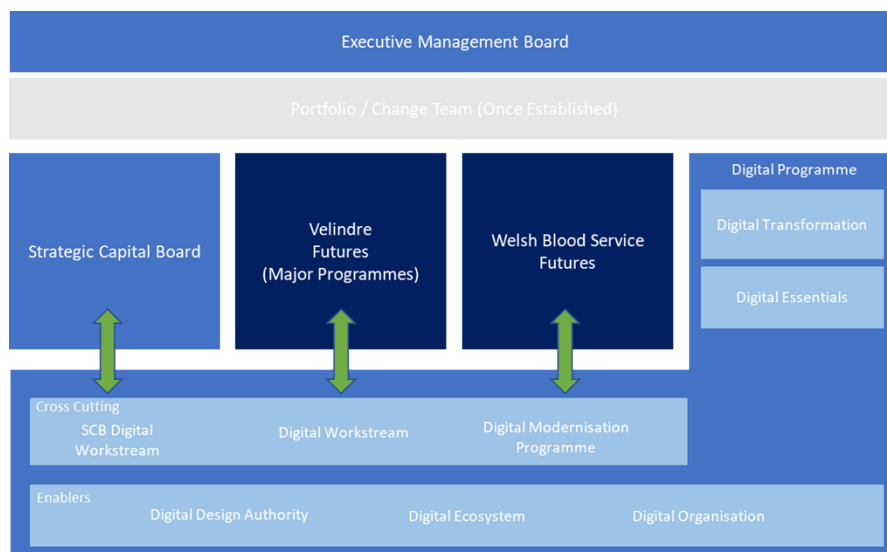 Executive Management Board
Portfolio / Change Team (Once Established)
Strategic Capital Board
Velindre
Futures
(Major Programmes)
Welsh Blood Service
Futures
Digital Programme
Digital Transformation
Digital Essentials
Cross Cutting
SCB Digital
Workstream
Digital Workstream
Digital Modernisation
Programme
Enablers
Digital Design Authority
Digital Ecosystem
Digital Organisation